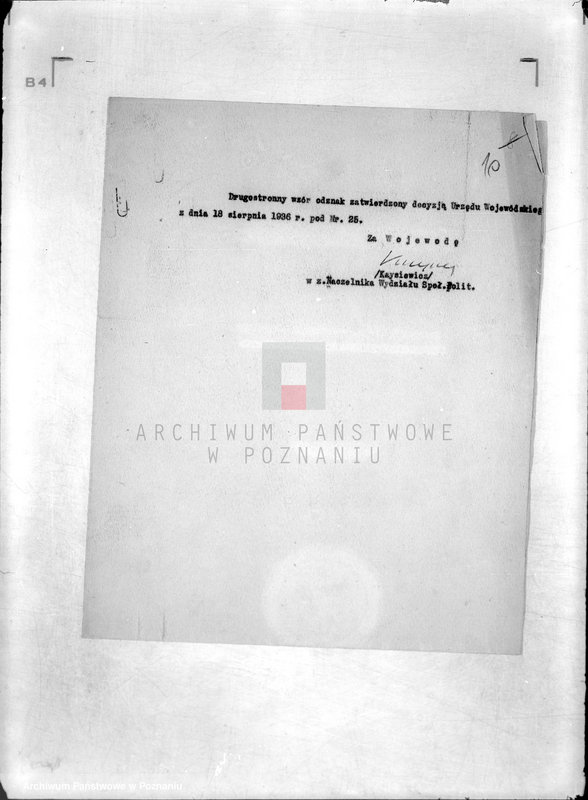 B4
10
Drugostronny wzór odznak zatwierdzony decyzją Urzędu Wojewódzkieg
z dnia 18 sierpnia 1936 r. pod Nr. 25.
Za Wojewodę
/Kaysiewicz/
w z.Naczelnika Wydziału Społ.Polit.
ARCHIWUM PAŃSTWOWE
W POZNANIU
Archiwum Państwowe w Poznaniu